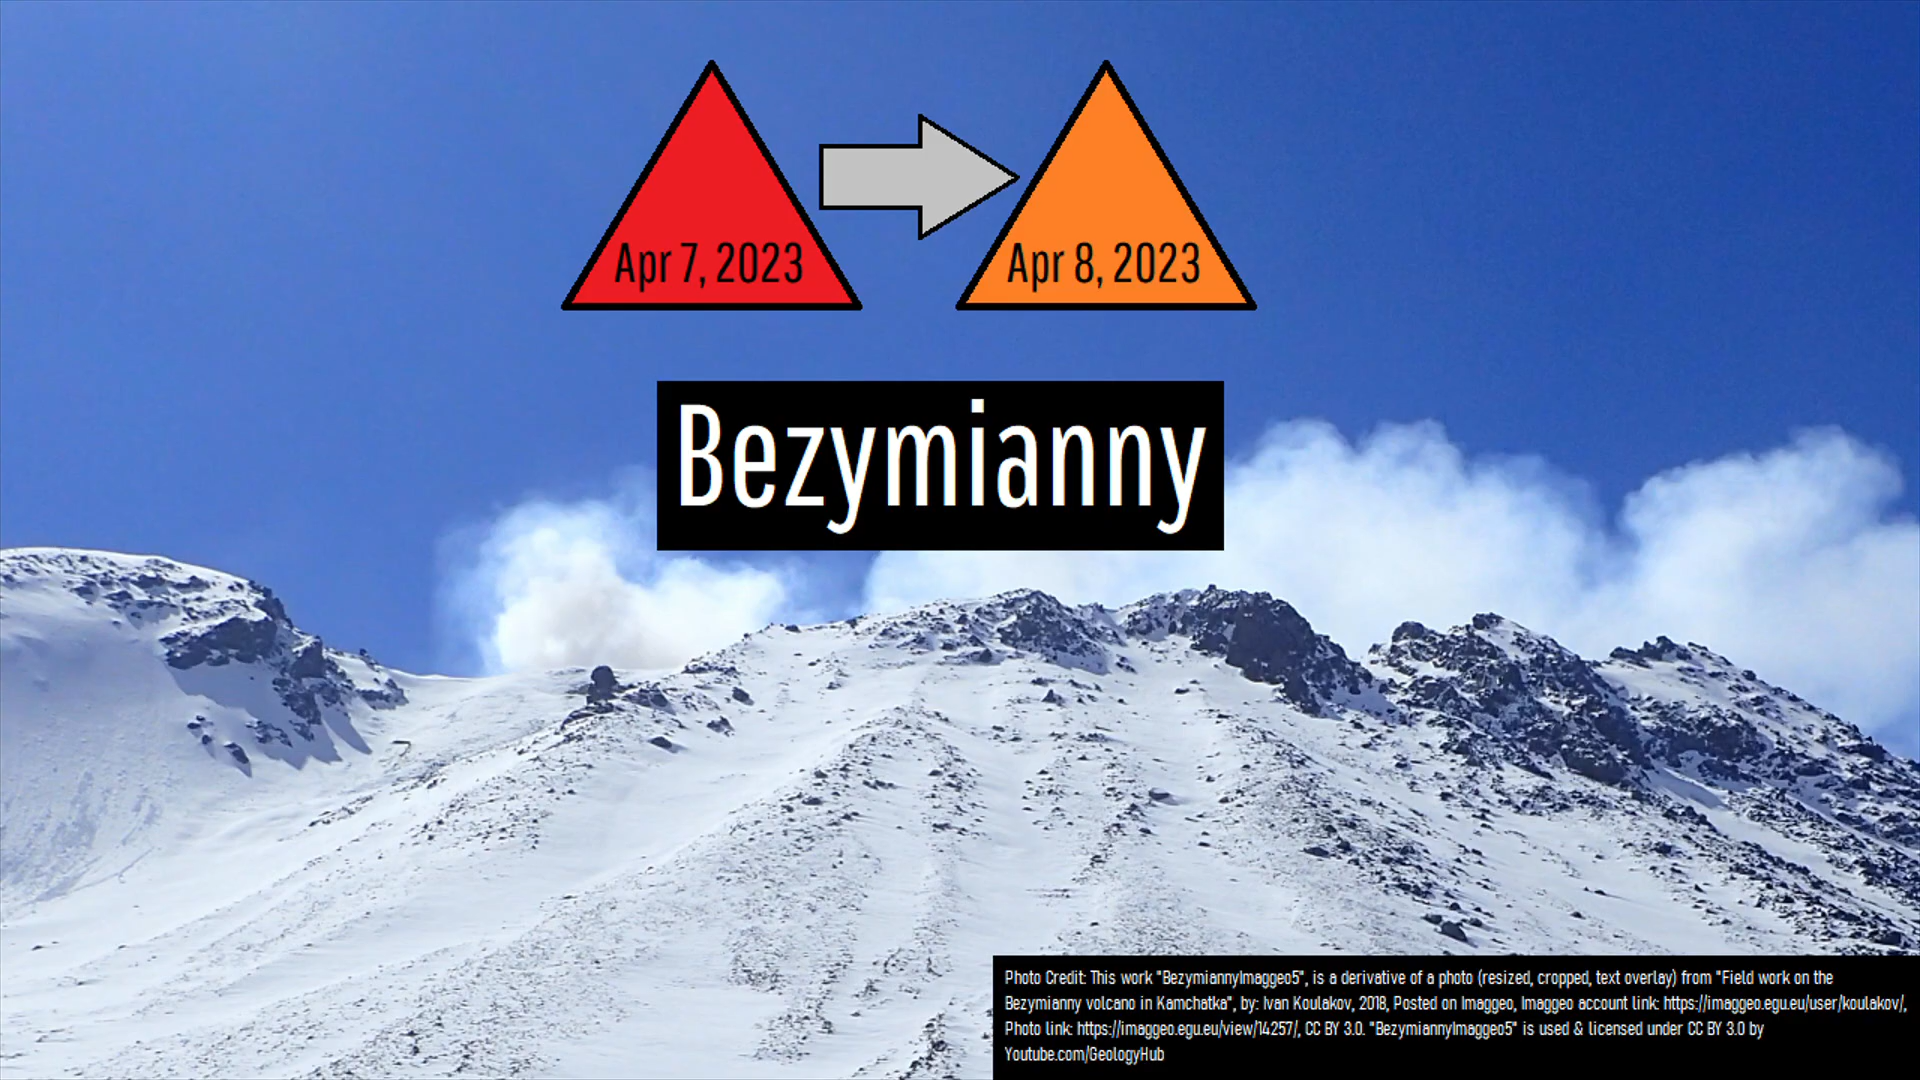 Apr 7, 2023
Apr 8, 2023
Bezymianny
Photo Credit: This work "BezymiannyImaggeo5", is a derivative of a photo (resized, cropped, text overlay) from "Field work on the
Bezymianny volcano in Kamchatka", by: Ivan Koulakov, 2018, Posted on Imaggeo, Imaggeo account link: https://imaggeo.egu.eu/user/koulakov/,
Photo link: https://imaggeo.egu.eu/view/14257/, CC BY 3.0. "BezymiannyImaggeo5" is used & licensed under CC BY 3.0 by
Youtube.com/GeologyHub